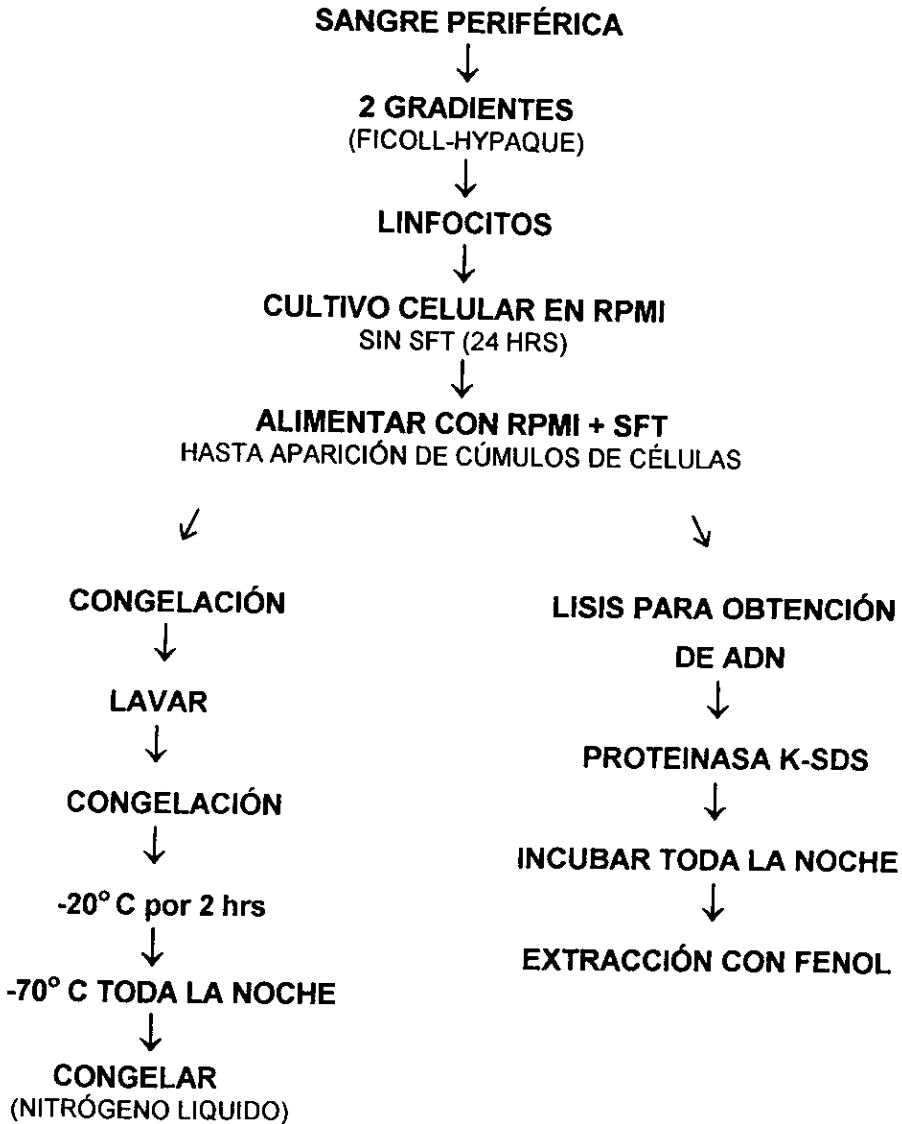 SANGRE PERIFÉRICA
↓
2 GRADIENTES
(FICOLL-HYPAQUE)
↓
LINFOCITOS
↓
CULTIVO CELULAR EN RPMI
SIN SFT (24 HRS)
↓
ALIMENTAR CON RPMI + SFT
HASTA APARICIÓN DE CÚMULOS DE CÉLULAS
↙
CONGELACIÓN
↓
LAVAR
↓
CONGELACIÓN
↓
-20° C por 2 hrs
↓
-70° C TODA LA NOCHE
↓
CONGELAR
(NITRÓGENO LIQUIDO)
↘
LISIS PARA OBTENCIÓN
DE ADN
↓
PROTEINASA K-SDS
↓
INCUBAR TODA LA NOCHE
↓
EXTRACCIÓN CON FENOL